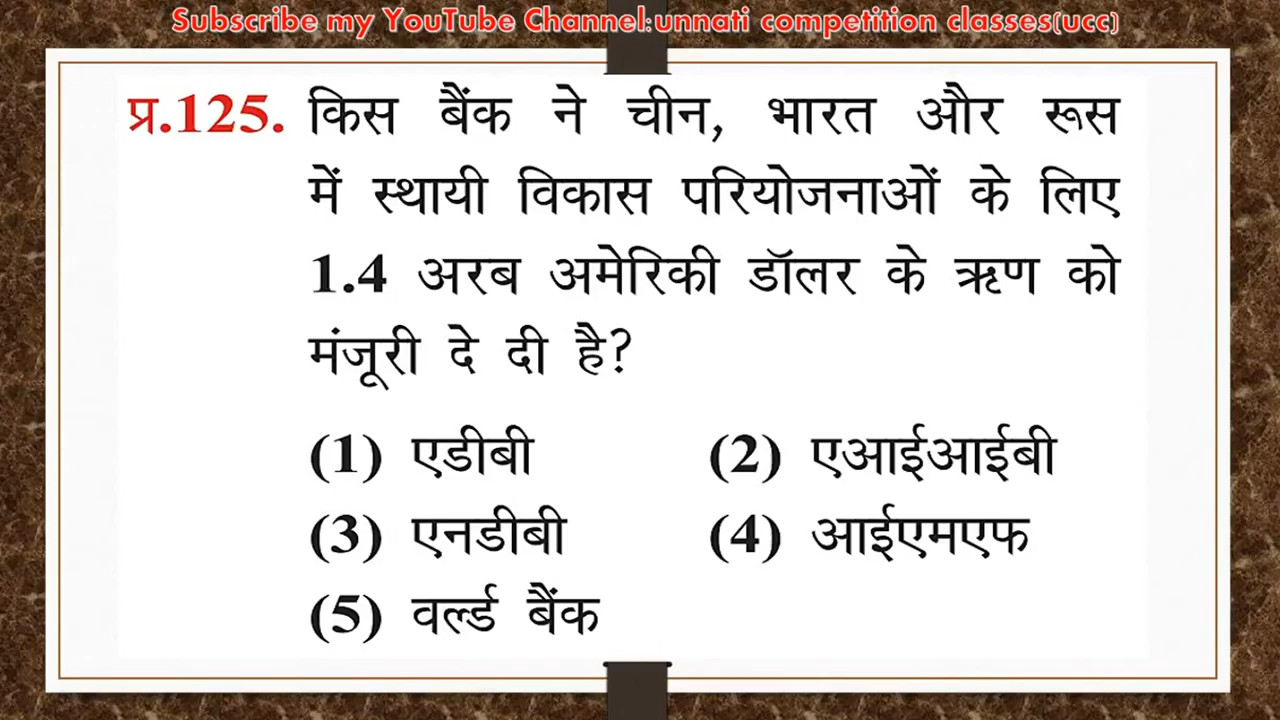 Subscribe my YouTube Channel:unnati competition classes(ucc)
प्र.125. किस बैंक ने चीन, भारत और रूस
में स्थायी विकास परियोजनाओं के लिए
1.4 अरब अमेरिकी डॉलर के ऋण को
मंजूरी दे दी है?
(1) एडीबी (2) एआईआईबी
(3) एनडीबी (4) आईएमएफ
(5) वर्ल्ड बैंक